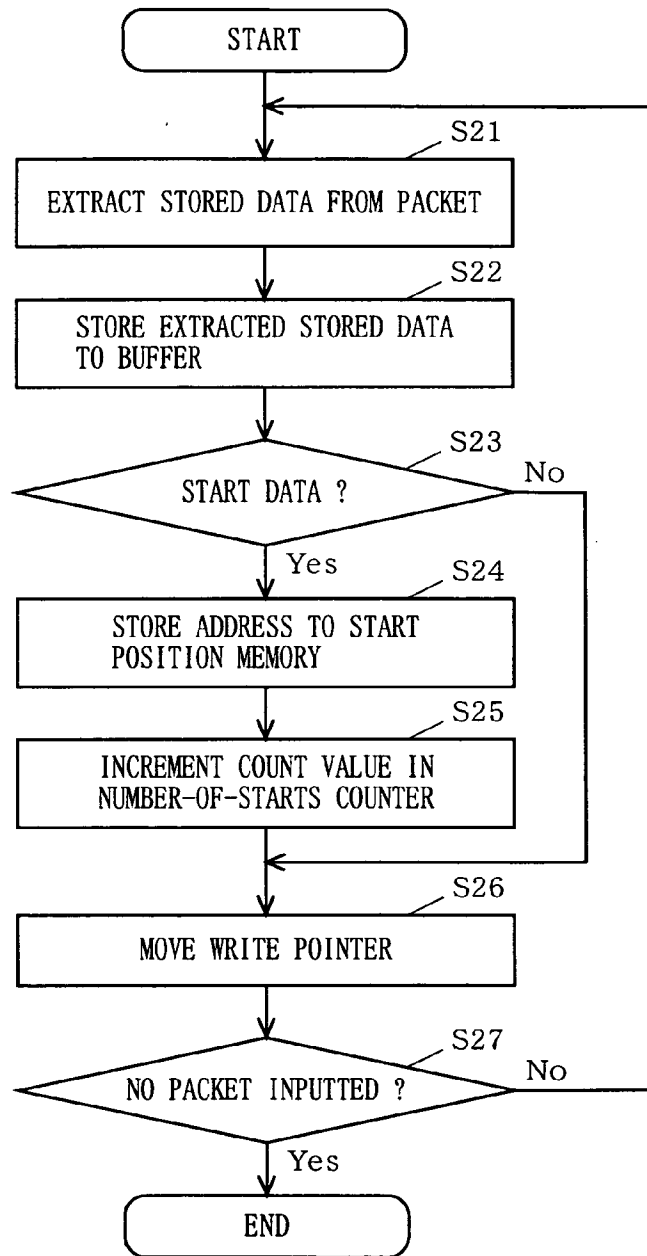 START
S21
EXTRACT STORED DATA FROM PACKET
S22
STORE EXTRACTED STORED DATA
TO BUFFER
S23
START DATA ?
No
Yes
S24
STORE ADDRESS TO START
POSITION MEMORY
S25
INCREMENT COUNT VALUE IN
NUMBER-OF-STARTS COUNTER
S26
MOVE WRITE POINTER
S27
NO PACKET INPUTTED ?
No
Yes
END